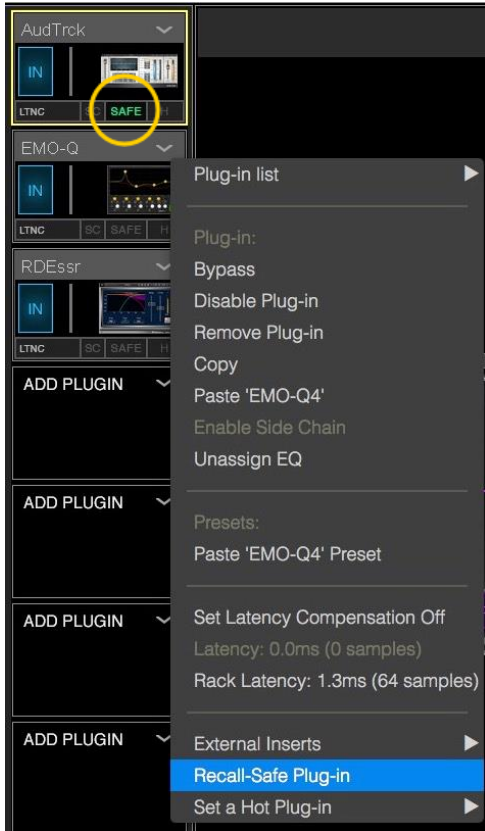 AudTrck
IN
LTNC SC SAFE H
EMO-Q
IN
LTNC SC SAFE H
RDEssr
IN
LTNC SC SAFE H
ADD PLUGIN
ADD PLUGIN
ADD PLUGIN
ADD PLUGIN
Plug-in list
Plug-in:
Bypass
Disable Plug-in
Remove Plug-in
Copy
Paste 'EMO-Q4'
Enable Side Chain
Unassign EQ
Presets:
Paste 'EMO-Q4' Preset
Set Latency Compensation Off
Latency: 0.0ms (0 samples)
Rack Latency: 1.3ms (64 samples)
External Inserts
Recall-Safe Plug-in
Set a Hot Plug-in